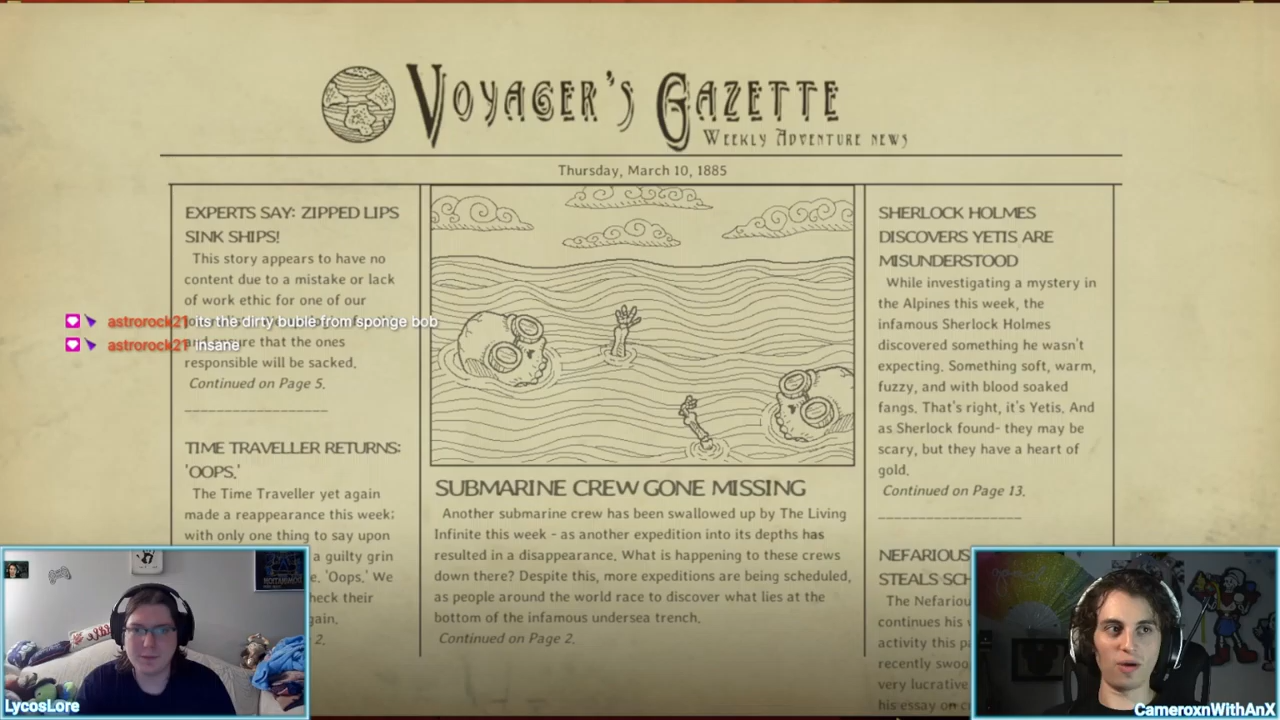 VOYAGER'S GAZETTE
WEEKLY ADVENTURE NEWS
Thursday, March 10, 1885
EXPERTS SAY: ZIPPED LIPS
SINK SHIPS!
This story appears to have no
content due to a mistake or lack
of work ethic for one of our
astrorock21 its the dirty buble from sponge bob
astrorock21 insane
that the ones
responsible will be sacked.
Continued on Page 5.
TIME TRAVELLER RETURNS:
'OOPS.'
The Time Traveller yet again
made a reappearance this week;
with only one thing to say upon
a guilty grin
'Oops.' We
check their
again.
2.
SUBMARINE CREW GONE MISSING
Another submarine crew has been swallowed up by The Living
Infinite this week - as another expedition into its depths has
resulted in a disappearance. What is happening to these crews
down there? Despite this, more expeditions are being scheduled,
as people around the world race to discover what lies at the
bottom of the infamous undersea trench.
Continued on Page 2.
SHERLOCK HOLMES
DISCOVERS YETIS ARE
MISUNDERSTOOD
While investigating a mystery in
the Alpines this week, the
infamous Sherlock Holmes
discovered something he wasn't
expecting. Something soft, warm,
fuzzy, and with blood soaked
fangs. That's right, it's Yetis. And
as Sherlock found- they may be
scary, but they have a heart of
gold.
Continued on Page 13.
NEFARIOUS
STEALS SCH
The Nefariou
continues his
activity this pa
recently swoo
very lucrative
his essay on c
LycosLore
CameroxnWithAnX